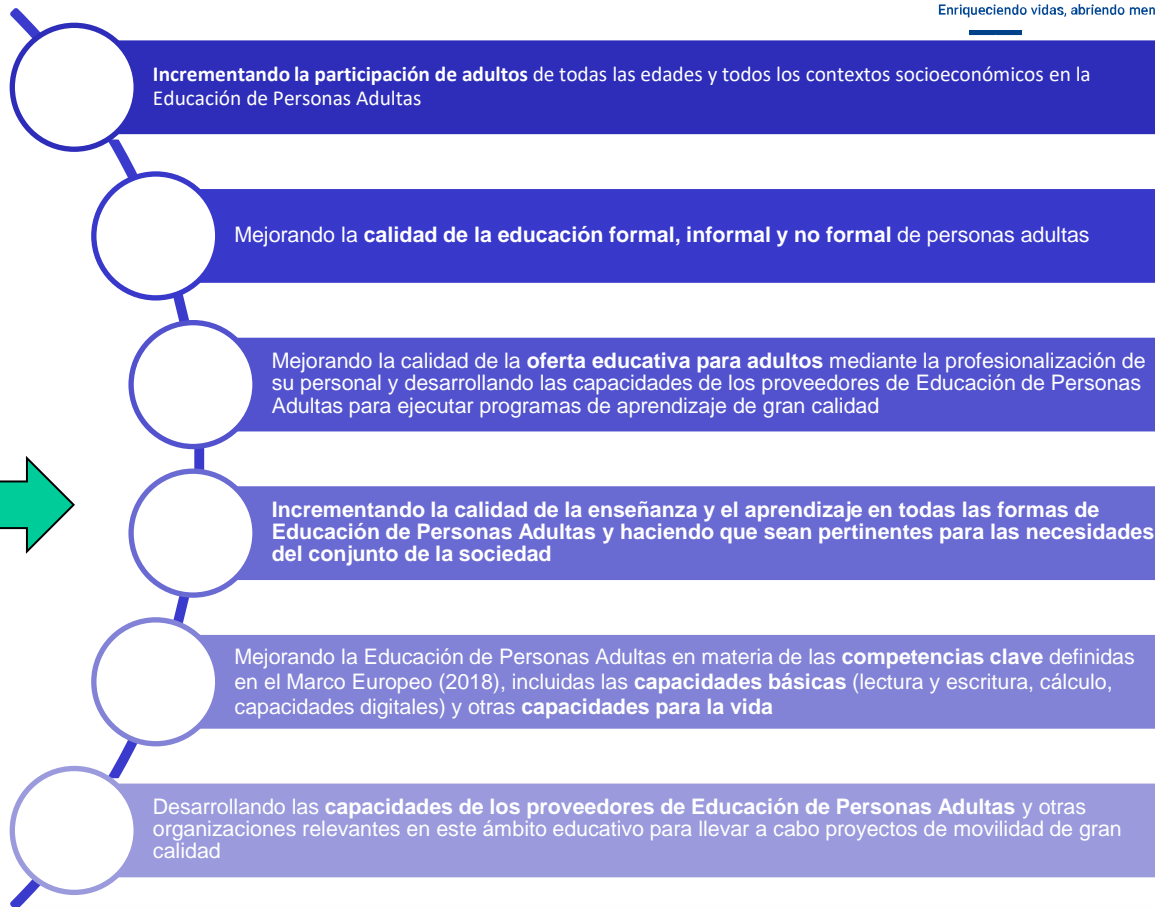 Enriqueciendo vidas, abriendo men
Incrementando la participación de adultos de todas las edades y todos los contextos socioeconómicos en la
Educación de Personas Adultas
Mejorando la calidad de la educación formal, informal y no formal de personas adultas
Mejorando la calidad de la oferta educativa para adultos mediante la profesionalización de
su personal y desarrollando las capacidades de los proveedores de Educación de Personas
Adultas para ejecutar programas de aprendizaje de gran calidad
Incrementando la calidad de la enseñanza y el aprendizaje en todas las formas de
Educación de Personas Adultas y haciendo que sean pertinentes para las necesidades
del conjunto de la sociedad
Mejorando la Educación de Personas Adultas en materia de las competencias clave definidas
en el Marco Europeo (2018), incluidas las capacidades básicas (lectura y escritura, cálculo,
capacidades digitales) y otras capacidades para la vida
Desarrollando las capacidades de los proveedores de Educación de Personas Adultas y otras
organizaciones relevantes en este ámbito educativo para llevar a cabo proyectos de movilidad de gran
calidad